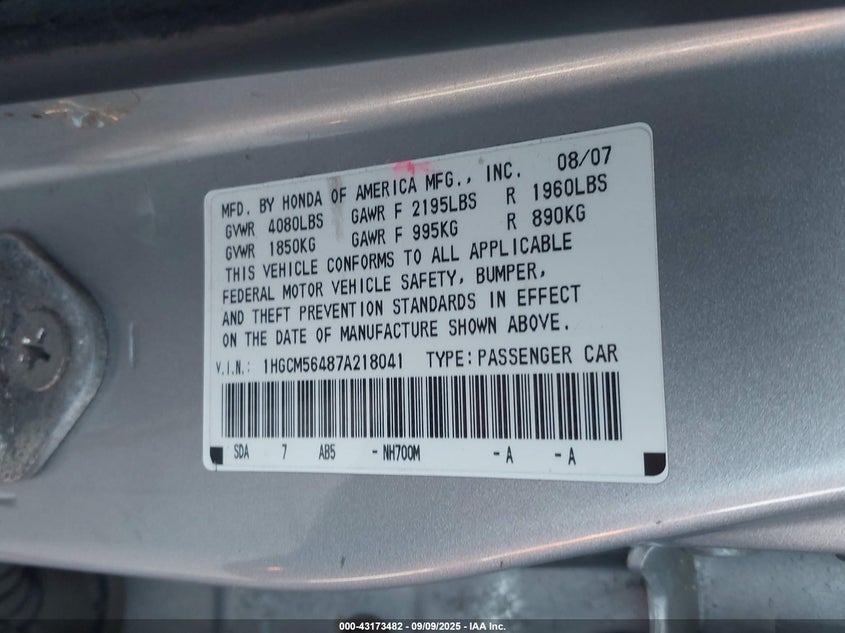 MFD. BY HONDA OF AMERICA MFG., INC. 08/07
GVWR 4080LBS GAWR F 2195LBS R 1960LBS
GVWR 1850KG GAWR F 995KG R 890KG
THIS VEHICLE CONFORMS TO ALL APPLICABLE
FEDERAL MOTOR VEHICLE SAFETY, BUMPER,
AND THEFT PREVENTION STANDARDS IN EFFECT
ON THE DATE OF MANUFACTURE SHOWN ABOVE.
V.I.N.: 1HGCM56487A218041 TYPE: PASSENGER CAR
SDA 7 AB5 - NH700M - A - A
000-43173482 - 09/09/2025 - IAA Inc.